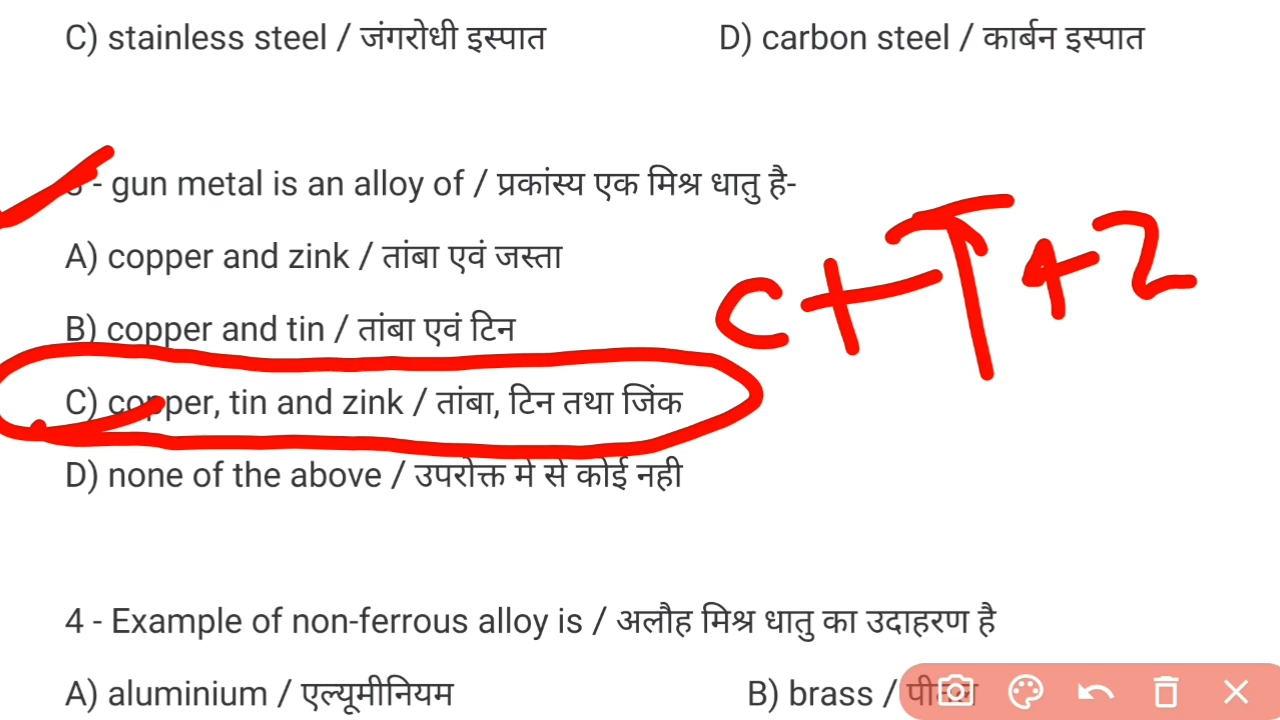 C) stainless steel / जंगरोधी इस्पात D) carbon steel / कार्बन इस्पात
- gun metal is an alloy of / प्रकांस्य एक मिश्र धातु है-
A) copper and zink / तांबा एवं जस्ता
B) copper and tin / तांबा एवं टिन
C+T+Z
C) copper, tin and zink / तांबा, टिन तथा जिंक
D) none of the above / उपरोक्त मे से कोई नही
4 - Example of non-ferrous alloy is / अलौह मिश्र धातु का उदाहरण है
A) aluminium / एल्यूमीनियम B) brass / पीतल